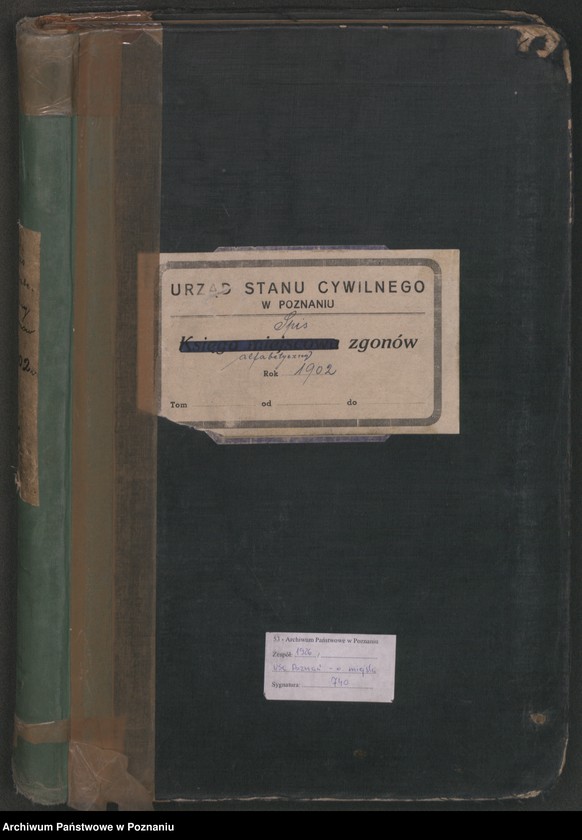 URZĄD STANU CYWILNEGO
W POZNANIU
Spis
Księga miejscowa zgonów
alfabetyczny
Rok 1902
Tom od do
53 - Archiwum Państwowe w Poznaniu
Zespół:
USC Poznań - miasto
Sygnatura: 740
Archiwum Państwowe w Poznaniu